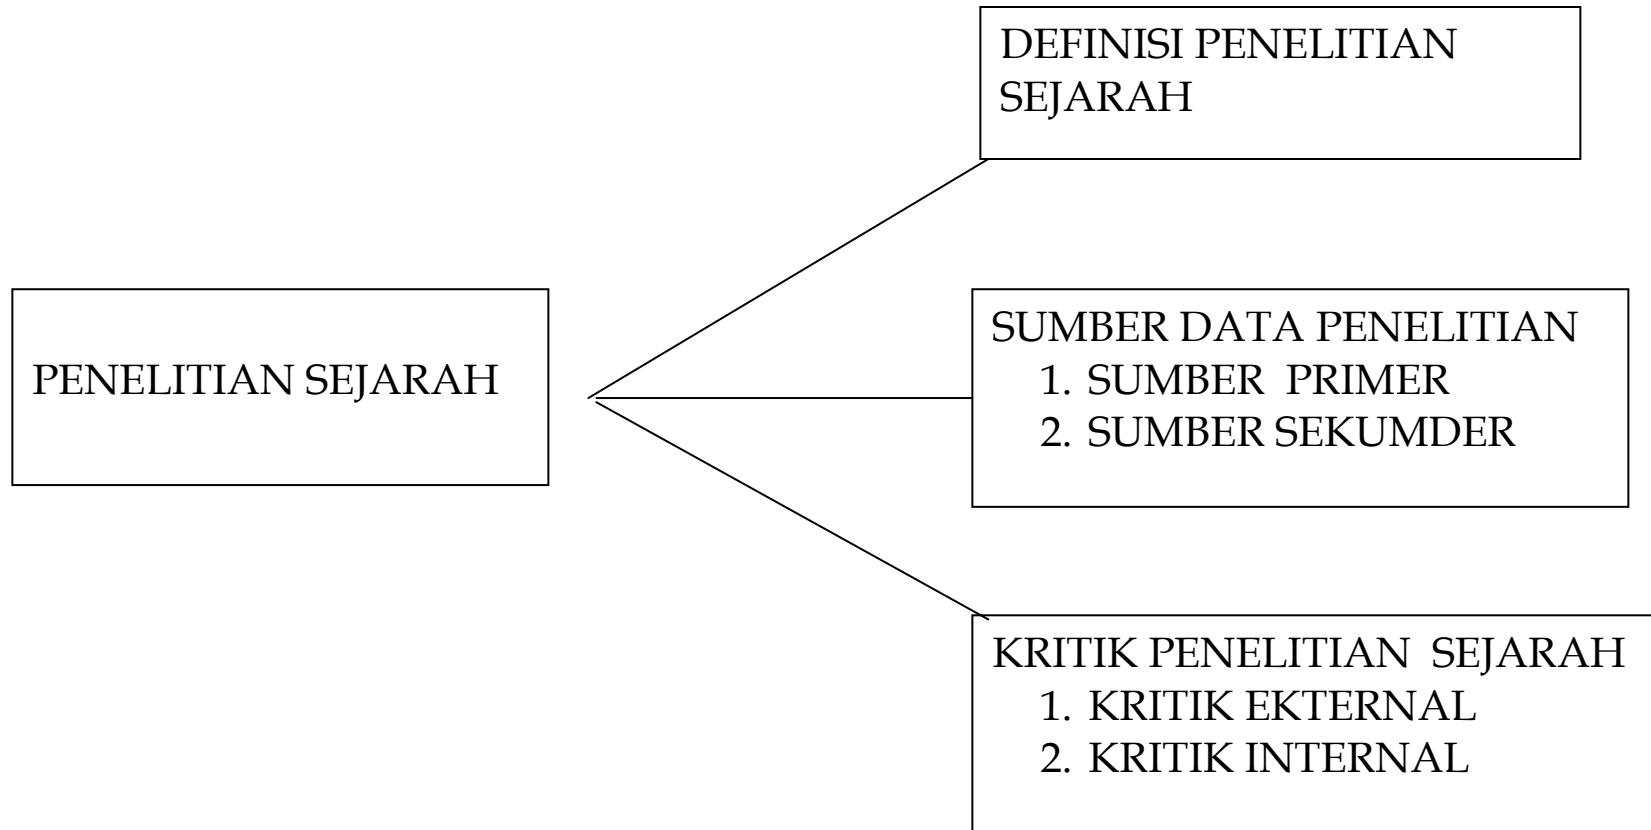 DEFINISI PENELITIAN
SEJARAH
PENELITIAN SEJARAH
SUMBER DATA PENELITIAN
1. SUMBER PRIMER
2. SUMBER SEKUMDER
KRITIK PENELITIAN SEJARAH
1. KRITIK EKTERNAL
2. KRITIK INTERNAL